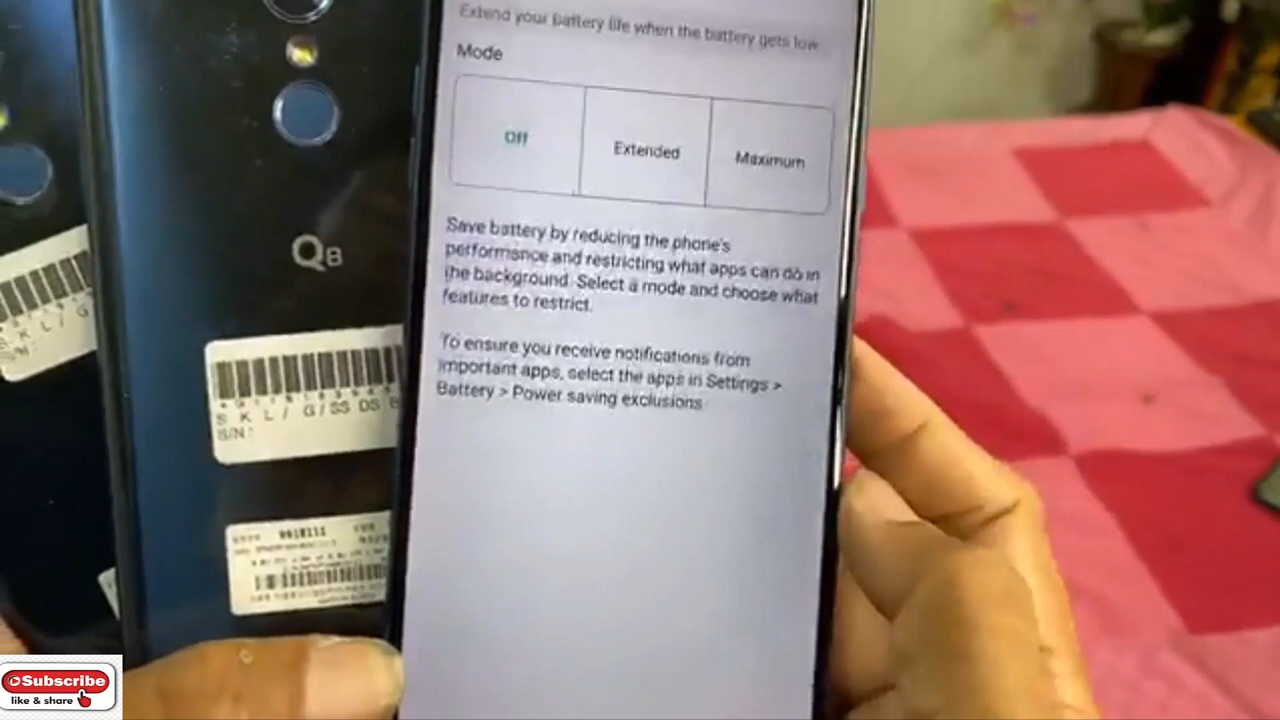 Extend your battery life when the battery gets low
Mode
Off
Extended
Maximum
Save battery by reducing the phone's
performance and restricting what apps can do in
the background. Select a mode and choose what
features to restrict.
To ensure you receive notifications from
important apps, select the apps in Settings >
Battery > Power saving exclusions
Q8
S K L / G/SS DS B
S/N:
S K L / G
Subscribe
like & share